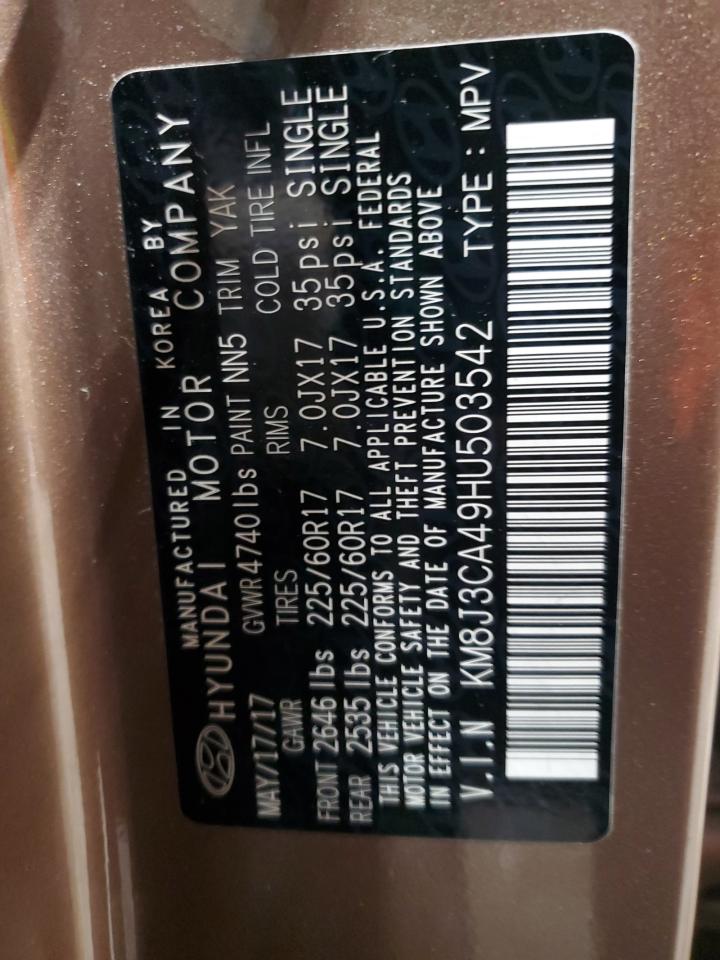 MANUFACTURED IN KOREA BY
HYUNDAI MOTOR COMPANY
MAY/17/17 GVWR4740lbs PAINT NN5 TRIM YAK
GAWR TIRES RIMS COLD TIRE INFL
FRONT 2646 lbs 225/60R17 7.0JX17 35psi SINGLE
REAR 2535 lbs 225/60R17 7.0JX17 35psi SINGLE
THIS VEHICLE CONFORMS TO ALL APPLICABLE U.S.A. FEDERAL
MOTOR VEHICLE SAFETY AND THEFT PREVENTION STANDARDS
IN EFFECT ON THE DATE OF MANUFACTURE SHOWN ABOVE
V.I.N KM8J3CA49HU503542 TYPE : MPV